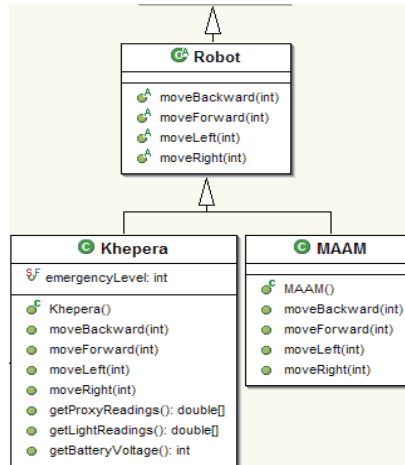 Robot
moveBackward(int)
moveForward(int)
moveLeft(int)
moveRight(int)
Khepera
emergencyLevel: int
Khepera()
moveBackward(int)
moveForward(int)
moveLeft(int)
moveRight(int)
getProxyReadings(): double[]
getLightReadings(): double[]
getBatteryVoltage(): int
MAAM
MAAM()
moveBackward(int)
moveForward(int)
moveLeft(int)
moveRight(int)